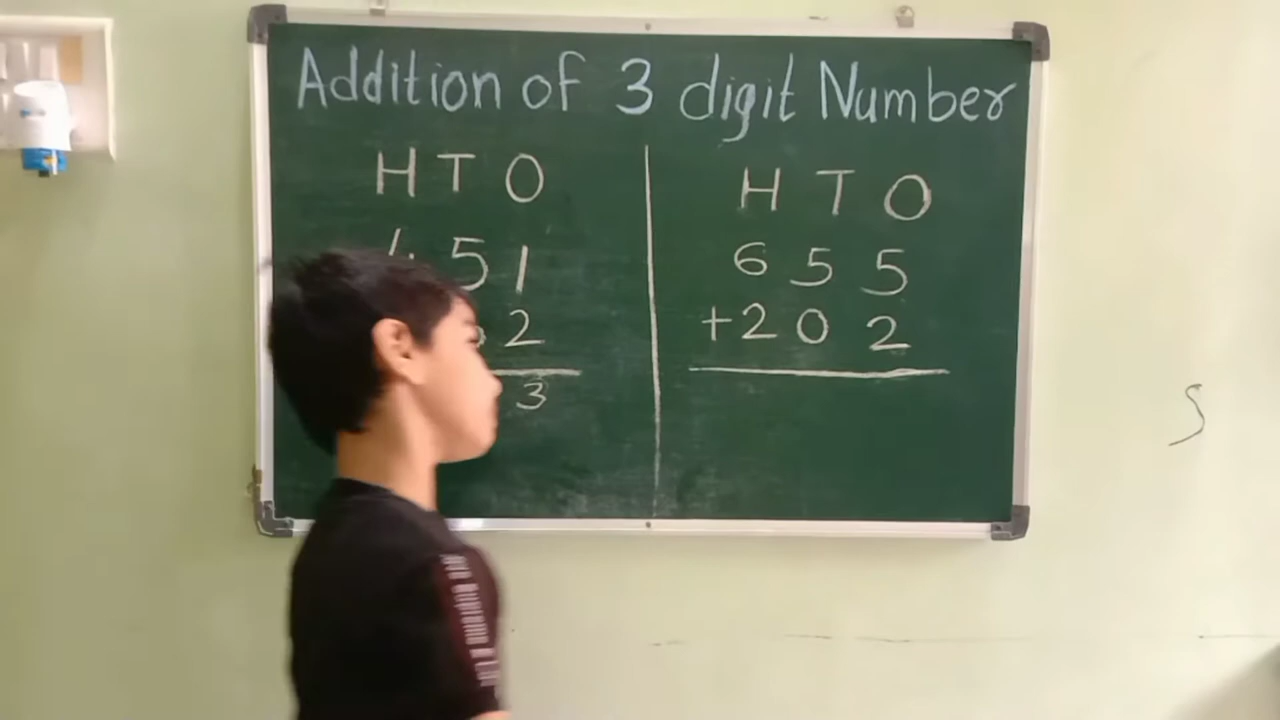 Addition of 3 digit Number
H T O
51
2
3
H T O
6 5 5
+2 0 2